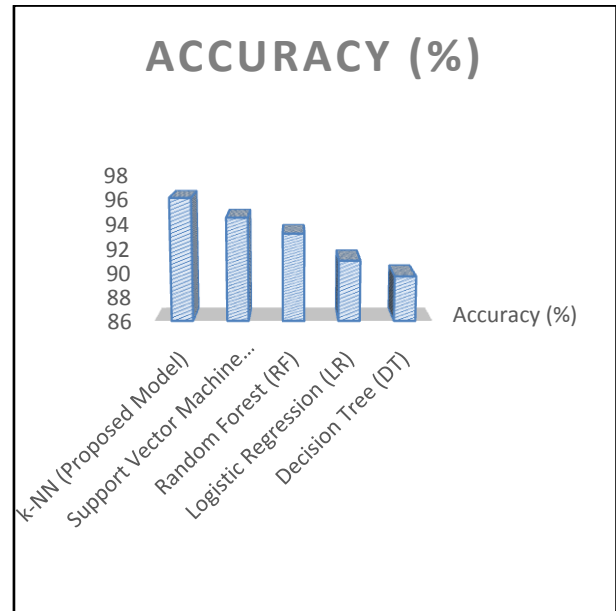 ACCURACY (%)
98
96
94
92
90
88
86
Accuracy (%)
k-NN (Proposed Model)
Support Vector Machine…
Random Forest (RF)
Logistic Regression (LR)
Decision Tree (DT)